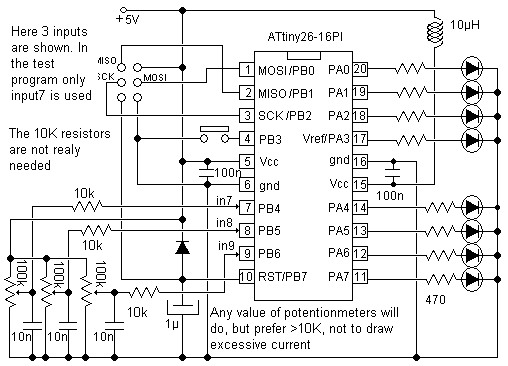 +5V
10µH
Here 3 inputs
are shown. In
the test
program only
input7 is used
ATtiny26-16PI
MISO
SCK
MOSI
1 MOSI/PB0 PA0 20
2 MISO/PB1 PA1 19
3 SCK/PB2 PA2 18
4 PB3 Vref/PA3 17
5 Vcc gnd 16
6 gnd Vcc 15
7 PB4 PA4 14
8 PB5 PA5 13
9 PB6 PA6 12
10 RST/PB7 PA7 11
The 10K resistors
are not realy
needed
100n
100n
10k
in7
10k
in8
in9
100k
100k
100k
10k
10n
10n
10n
1µ
470
Any value of potentionmeters will
do, but prefer >10K, not to draw
excessive current